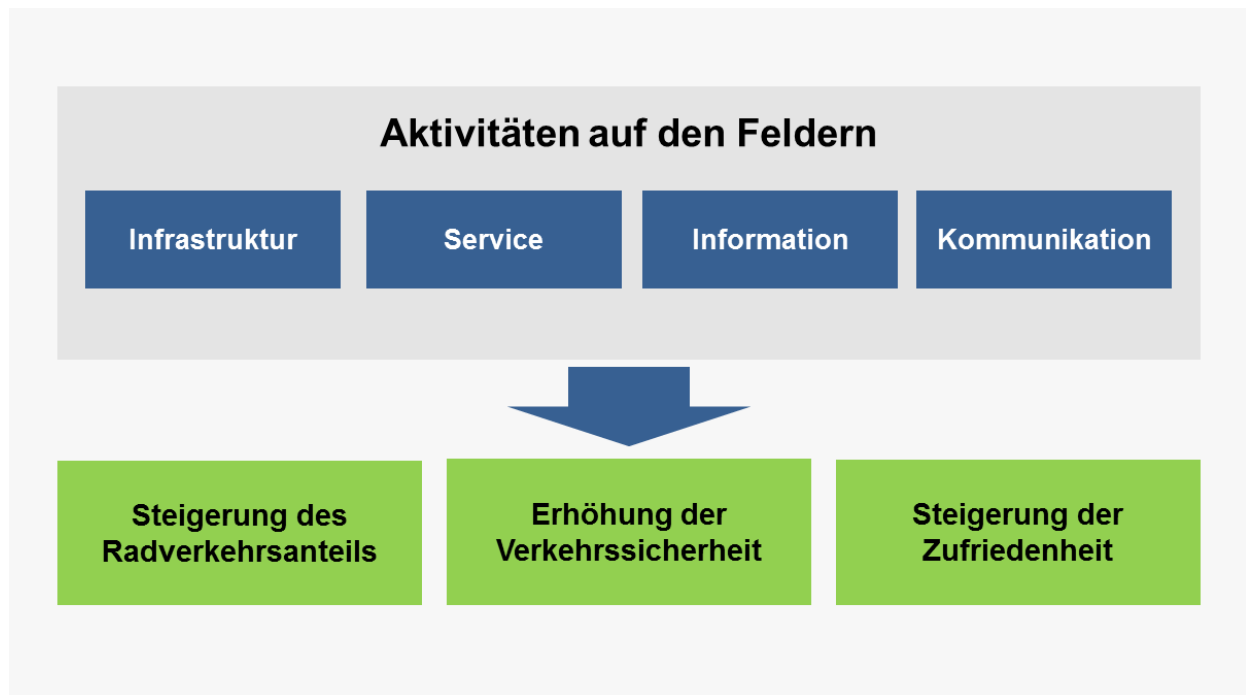 Aktivitäten auf den Feldern
Infrastruktur
Service
Information
Kommunikation
Steigerung des
Radverkehrsanteils
Erhöhung der
Verkehrssicherheit
Steigerung der
Zufriedenheit